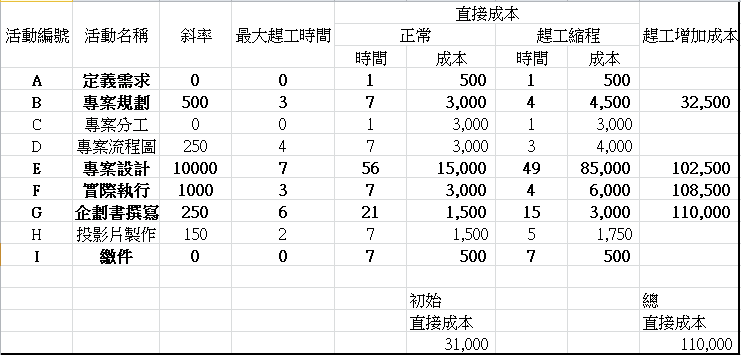 直接成本
活動編號 活動名稱 斜率 最大趕工時間 正常 趕工縮程 趕工增加成本
時間 成本 時間 成本
A 定義需求 0 0 1 500 1 500
B 專案規劃 500 3 7 3,000 4 4,500 32,500
C 專案分工 0 0 1 3,000 1 3,000
D 專案流程圖 250 4 7 3,000 3 4,000
E 專案設計 10000 7 56 15,000 49 85,000 102,500
F 實際執行 1000 3 7 3,000 4 6,000 108,500
G 企劃書撰寫 250 6 21 1,500 15 3,000 110,000
H 投影片製作 150 2 7 1,500 5 1,750
I 繳件 0 0 7 500 7 500
初始 總
直接成本 直接成本
31,000 110,000